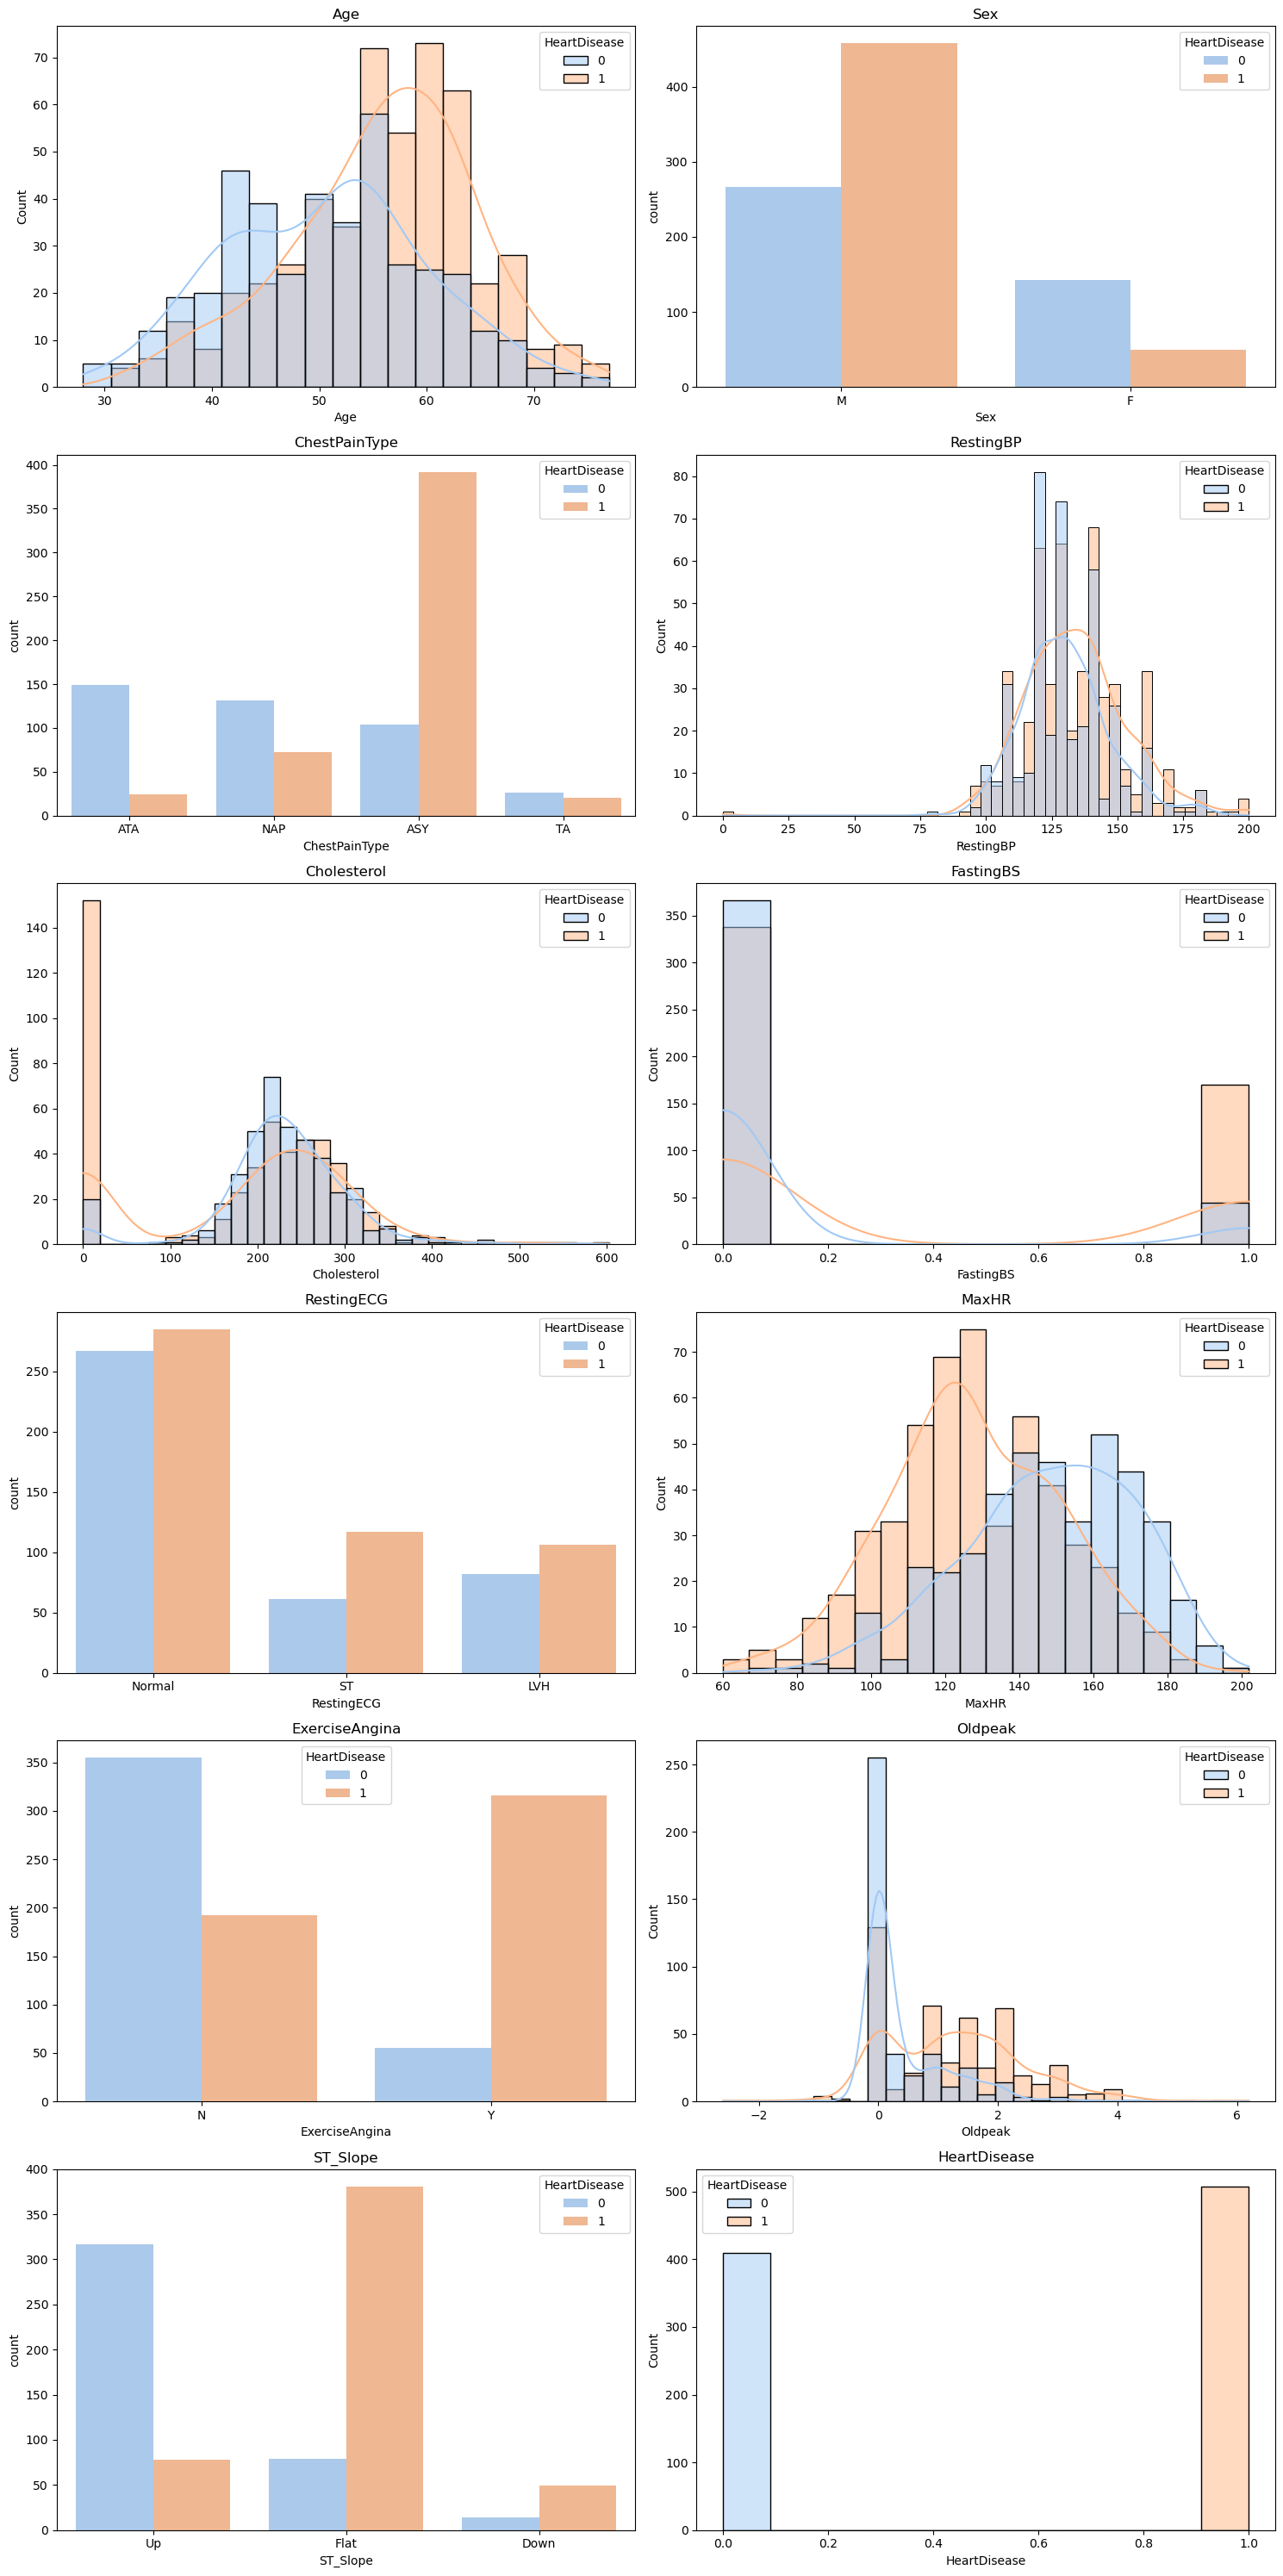 Age
HeartDisease
0
1
70
60
50
40
30
20
10
0
Count
30 40 50 60 70
Age
Sex
HeartDisease
0
1
400
300
200
100
0
count
M F
Sex
ChestPainType
HeartDisease
0
1
400
350
300
250
200
150
100
50
0
count
ATA NAP ASY TA
ChestPainType
RestingBP
HeartDisease
0
1
80
70
60
50
40
30
20
10
0
Count
0 25 50 75 100 125 150 175 200
RestingBP
Cholesterol
HeartDisease
0
1
140
120
100
80
60
40
20
0
Count
0 100 200 300 400 500 600
Cholesterol
FastingBS
HeartDisease
0
1
350
300
250
200
150
100
50
0
Count
0.0 0.2 0.4 0.6 0.8 1.0
FastingBS
RestingECG
HeartDisease
0
1
250
200
150
100
50
0
count
Normal ST LVH
RestingECG
MaxHR
HeartDisease
0
1
70
60
50
40
30
20
10
0
Count
60 80 100 120 140 160 180 200
MaxHR
ExerciseAngina
HeartDisease
0
1
350
300
250
200
150
100
50
0
count
N Y
ExerciseAngina
Oldpeak
HeartDisease
0
1
250
200
150
100
50
0
Count
−2 0 2 4 6
Oldpeak
ST_Slope
HeartDisease
0
1
400
350
300
250
200
150
100
50
0
count
Up Flat Down
ST_Slope
HeartDisease
HeartDisease
0
1
500
400
300
200
100
0
Count
0.0 0.2 0.4 0.6 0.8 1.0
HeartDisease